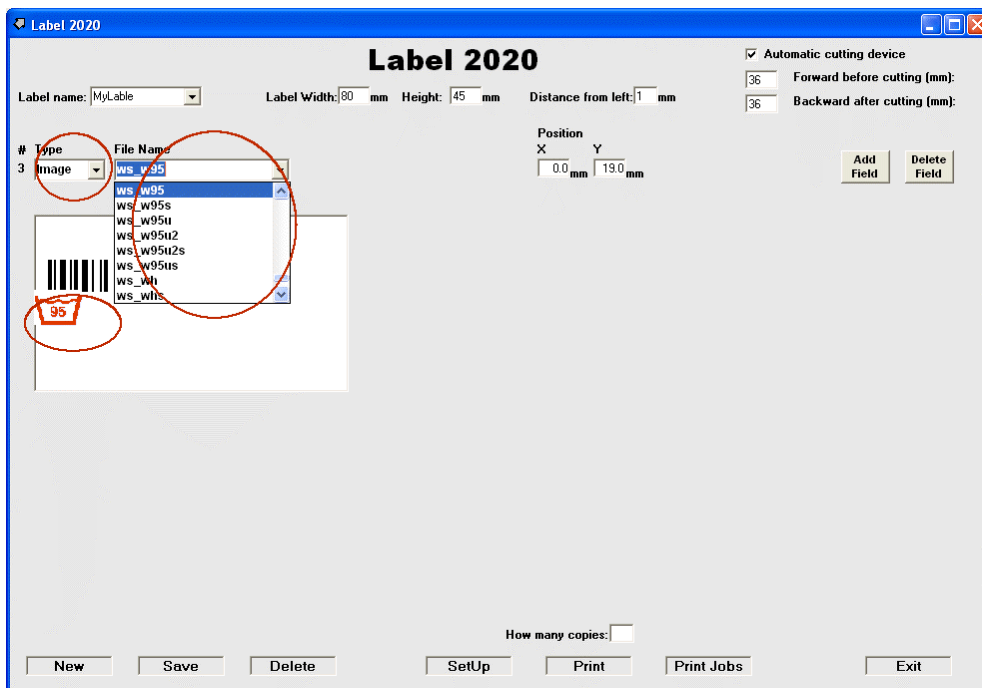 Label 2020
Label 2020
Automatic cutting device
36 Forward before cutting (mm):
Label name: MyLable Label Width: 80 mm Height: 45 mm Distance from left: 1 mm
36 Backward after cutting (mm):
Position
# Type File Name X Y
3 Image ws_w95 0.0 mm 19.0 mm Add Field Delete Field
ws_w95
ws_w95s
ws_w95u
ws_w95u2
ws_w95u2s
ws_w95us
ws_wh
ws_whs
95
How many copies:
New Save Delete SetUp Print Print Jobs Exit